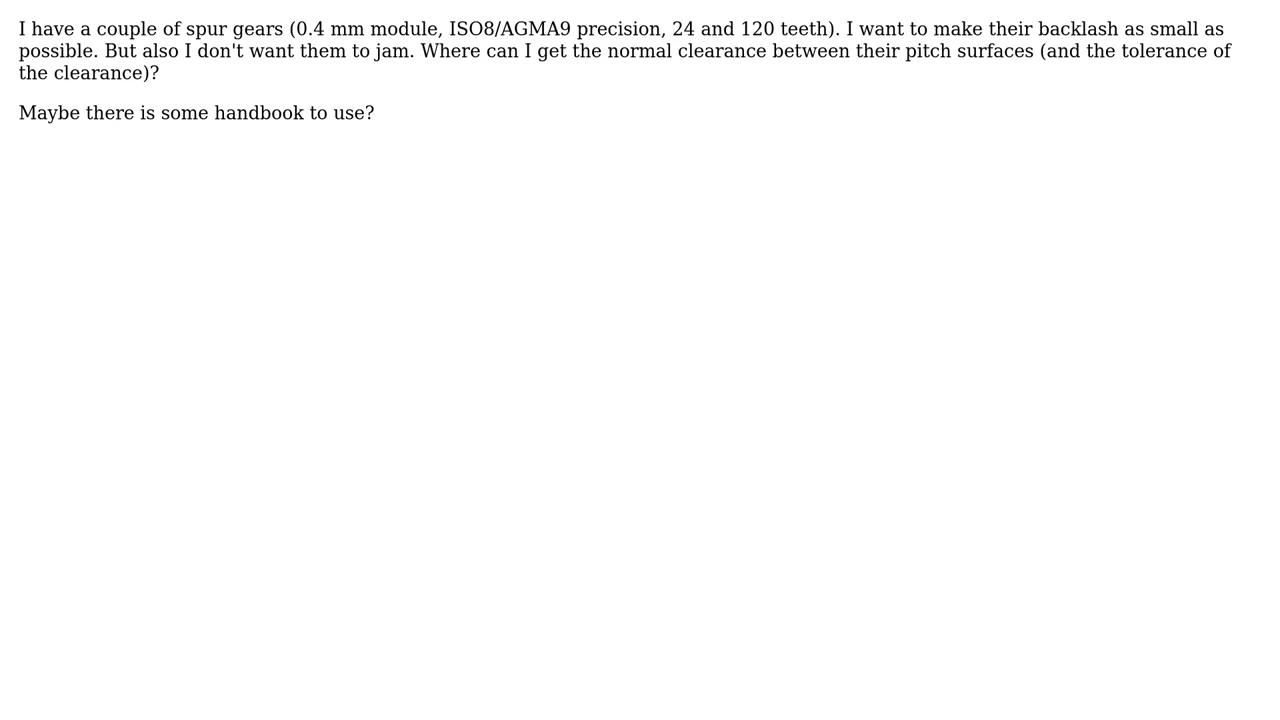 I have a couple of spur gears (0.4 mm module, ISO8/AGMA9 precision, 24 and 120 teeth). I want to make their backlash as small as
possible. But also I don't want them to jam. Where can I get the normal clearance between their pitch surfaces (and the tolerance of
the clearance)?
Maybe there is some handbook to use?